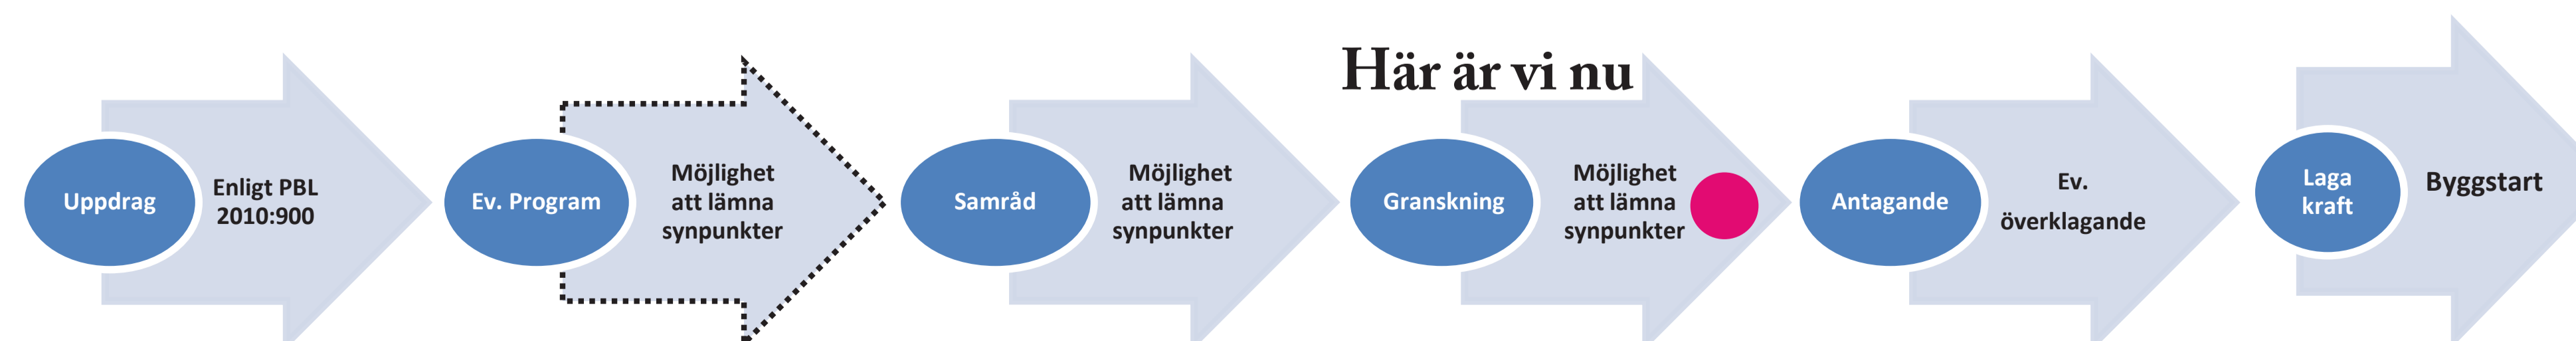 Här är vi nu
Uppdrag
Enligt PBL
2010:900
Ev. Program
Möjlighet
att lämna
synpunkter
Samråd
Möjlighet
att lämna
synpunkter
Granskning
Möjlighet
att lämna
synpunkter
Antagande
Ev.
överklagande
Laga
kraft
Byggstart